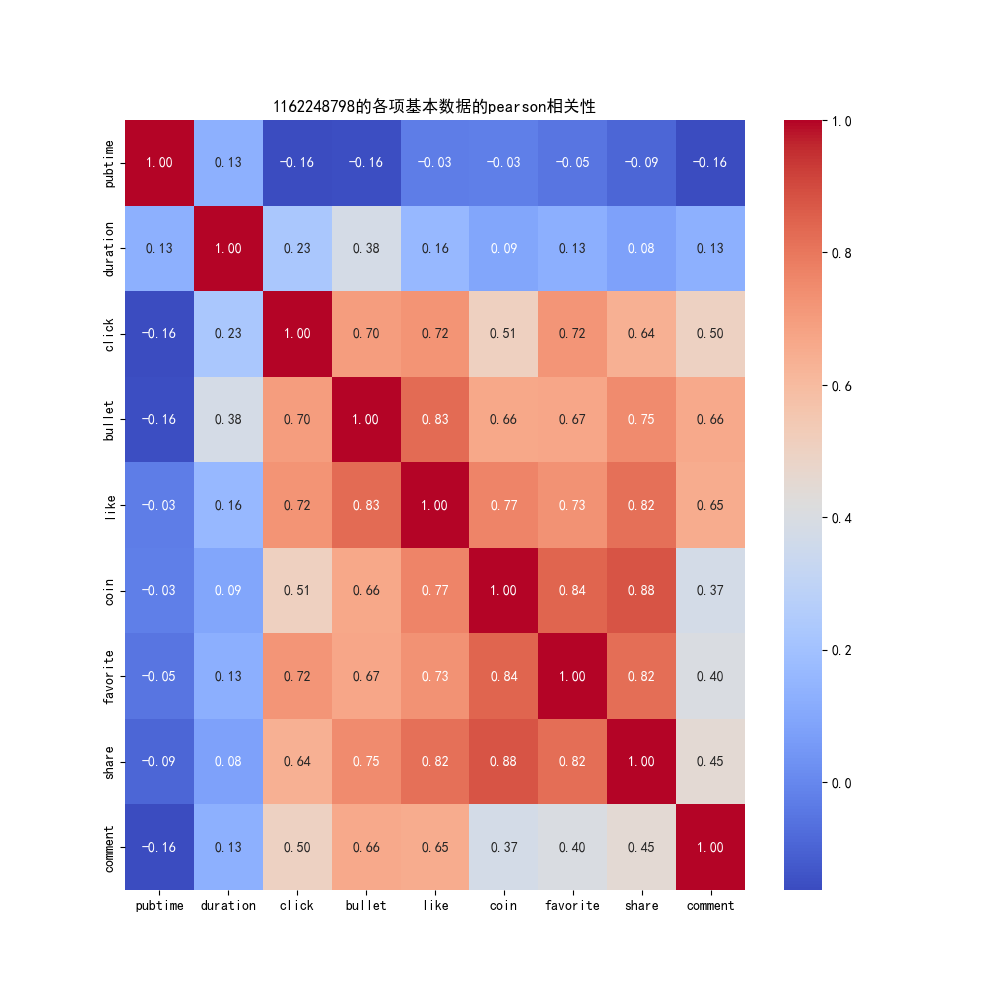 1162248798的各项基本数据的pearson相关性
pubtime 1.00 0.13 -0.16 -0.16 -0.03 -0.03 -0.05 -0.09 -0.16
duration 0.13 1.00 0.23 0.38 0.16 0.09 0.13 0.08 0.13
click -0.16 0.23 1.00 0.70 0.72 0.51 0.72 0.64 0.50
bullet -0.16 0.38 0.70 1.00 0.83 0.66 0.67 0.75 0.66
like -0.03 0.16 0.72 0.83 1.00 0.77 0.73 0.82 0.65
coin -0.03 0.09 0.51 0.66 0.77 1.00 0.84 0.88 0.37
favorite -0.05 0.13 0.72 0.67 0.73 0.84 1.00 0.82 0.40
share -0.09 0.08 0.64 0.75 0.82 0.88 0.82 1.00 0.45
comment -0.16 0.13 0.50 0.66 0.65 0.37 0.40 0.45 1.00
pubtime duration click bullet like coin favorite share comment
1.0
0.8
0.6
0.4
0.2
0.0